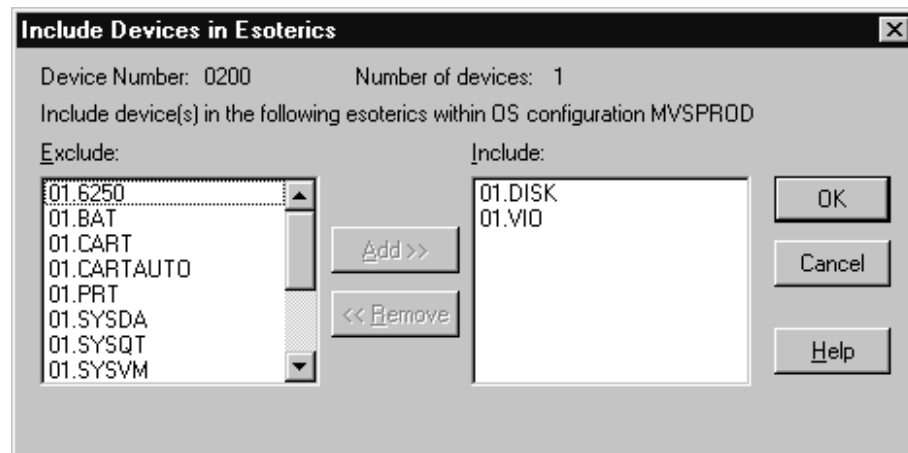 Include Devices in Esoterics
Device Number: 0200 Number of devices: 1
Include device(s) in the following esoterics within OS configuration MVSPROD
Exclude:
01.6250
01.BAT
01.CART
01.CARTAUTO
01.PRT
01.SYSDA
01.SYSQT
01.SYSVM
Add >>
<< Remove
Include:
01.DISK
01.VIO
OK
Cancel
Help